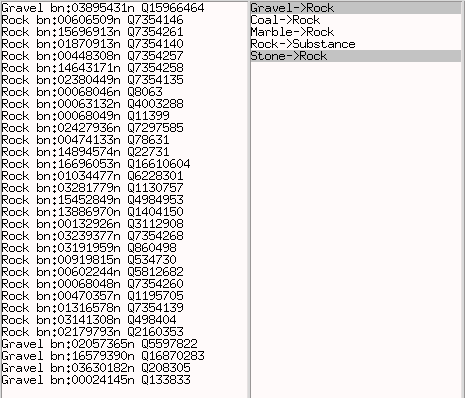 Gravel bn:03895431n Q15966464
Rock bn:00606509n Q7354146
Rock bn:15696913n Q7354261
Rock bn:01870913n Q7354140
Rock bn:00448308n Q7354257
Rock bn:14643171n Q7354258
Rock bn:02380449n Q7354135
Rock bn:00068046n Q8063
Rock bn:00063132n Q4003288
Rock bn:00068049n Q11399
Rock bn:02427936n Q7297585
Rock bn:00474133n Q78631
Rock bn:14894574n Q22731
Rock bn:16696053n Q16610604
Rock bn:01034477n Q6228301
Rock bn:03281779n Q1130757
Rock bn:15452849n Q4984953
Rock bn:13886970n Q1404150
Rock bn:00132926n Q3112908
Rock bn:03239377n Q7354268
Rock bn:03191959n Q860498
Rock bn:00919815n Q534730
Rock bn:00602244n Q5812682
Rock bn:00068048n Q7354260
Rock bn:00470357n Q1195705
Rock bn:01316578n Q7354139
Rock bn:03141308n Q498404
Rock bn:02179793n Q2160353
Gravel bn:02057365n Q5597822
Gravel bn:16579390n Q16870283
Gravel bn:03630182n Q208305
Gravel bn:00024145n Q133833
Gravel->Rock
Coal->Rock
Marble->Rock
Rock->Substance
Stone->Rock